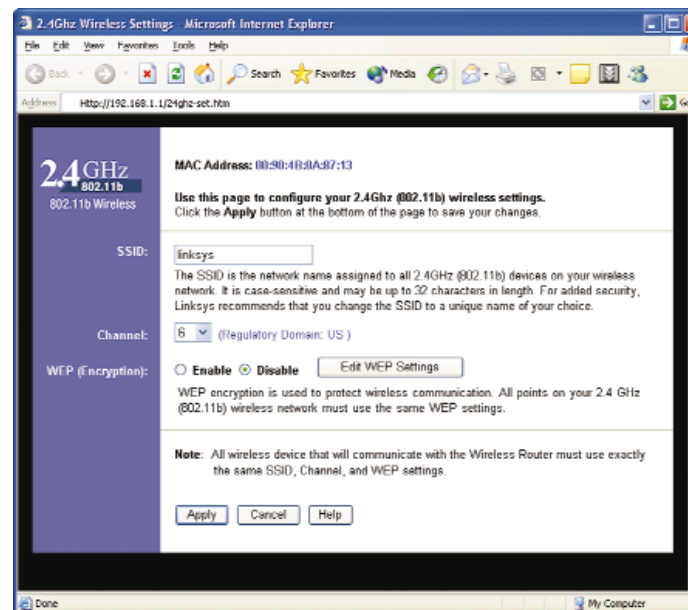 2.4Ghz Wireless Settings - Microsoft Internet Explorer
File Edit View Favorites Tools Help
Back Search Favorites Media
Address Http://192.168.1.1/24ghz-set.htm
2.4 GHz
802.11b
802.11b Wireless
MAC Address: 00:90:4B:0A:87:13
Use this page to configure your 2.4Ghz (802.11b) wireless settings.
Click the Apply button at the bottom of the page to save your changes.
SSID: linksys
The SSID is the network name assigned to all 2.4GHz (802.11b) devices on your wireless
network. It is case-sensitive and may be up to 32 characters in length. For added security,
Linksys recommends that you change the SSID to a unique name of your choice.
Channel: 6 (Regulatory Domain: US )
WEP (Encryption): Enable Disable Edit WEP Settings
WEP encryption is used to protect wireless communication. All points on your 2.4 GHz
(802.11b) wireless network must use the same WEP settings.
Note: All wireless device that will communicate with the Wireless Router must use exactly
the same SSID, Channel, and WEP settings.
Apply Cancel Help
Done My Computer